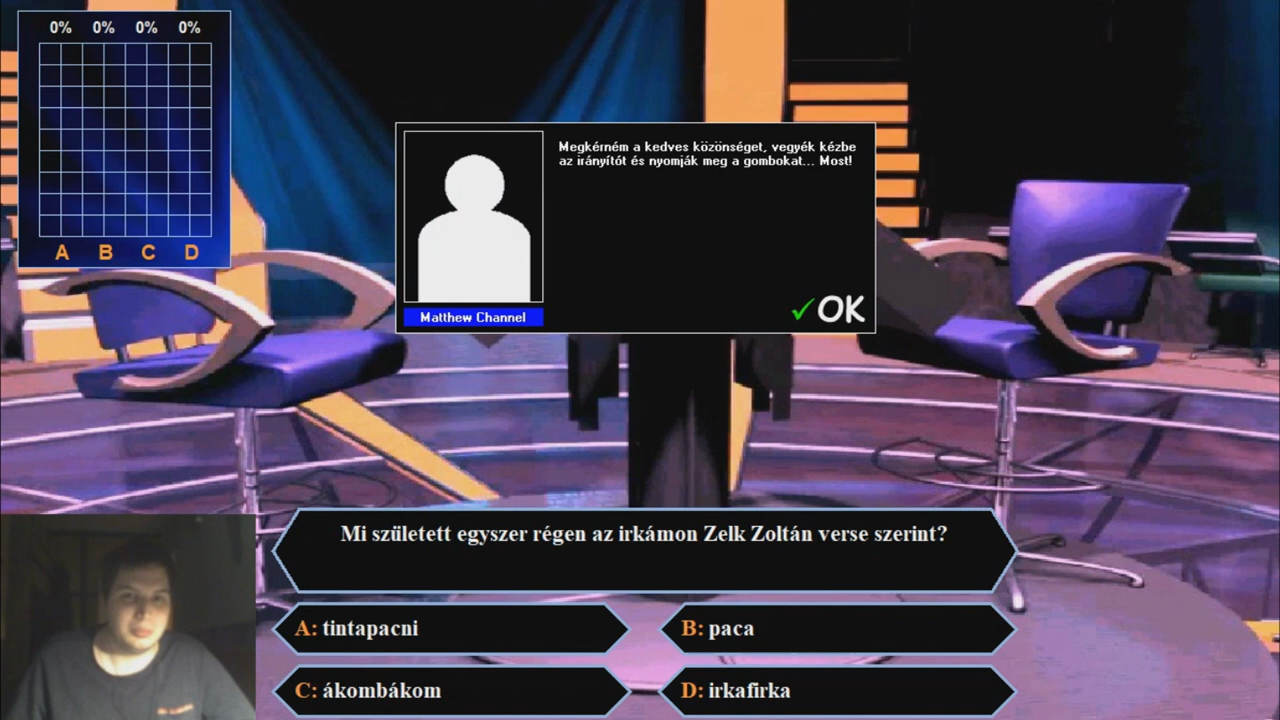 0% 0% 0% 0%
A B C D
Megkérném a kedves közönséget, vegyék kézbe
az irányítót és nyomják meg a gombokat... Most!
Matthew Channel
OK
Mi született egyszer régen az irkámon Zelk Zoltán verse szerint?
A: tintapacni
B: paca
C: ákombákom
D: irkafirka